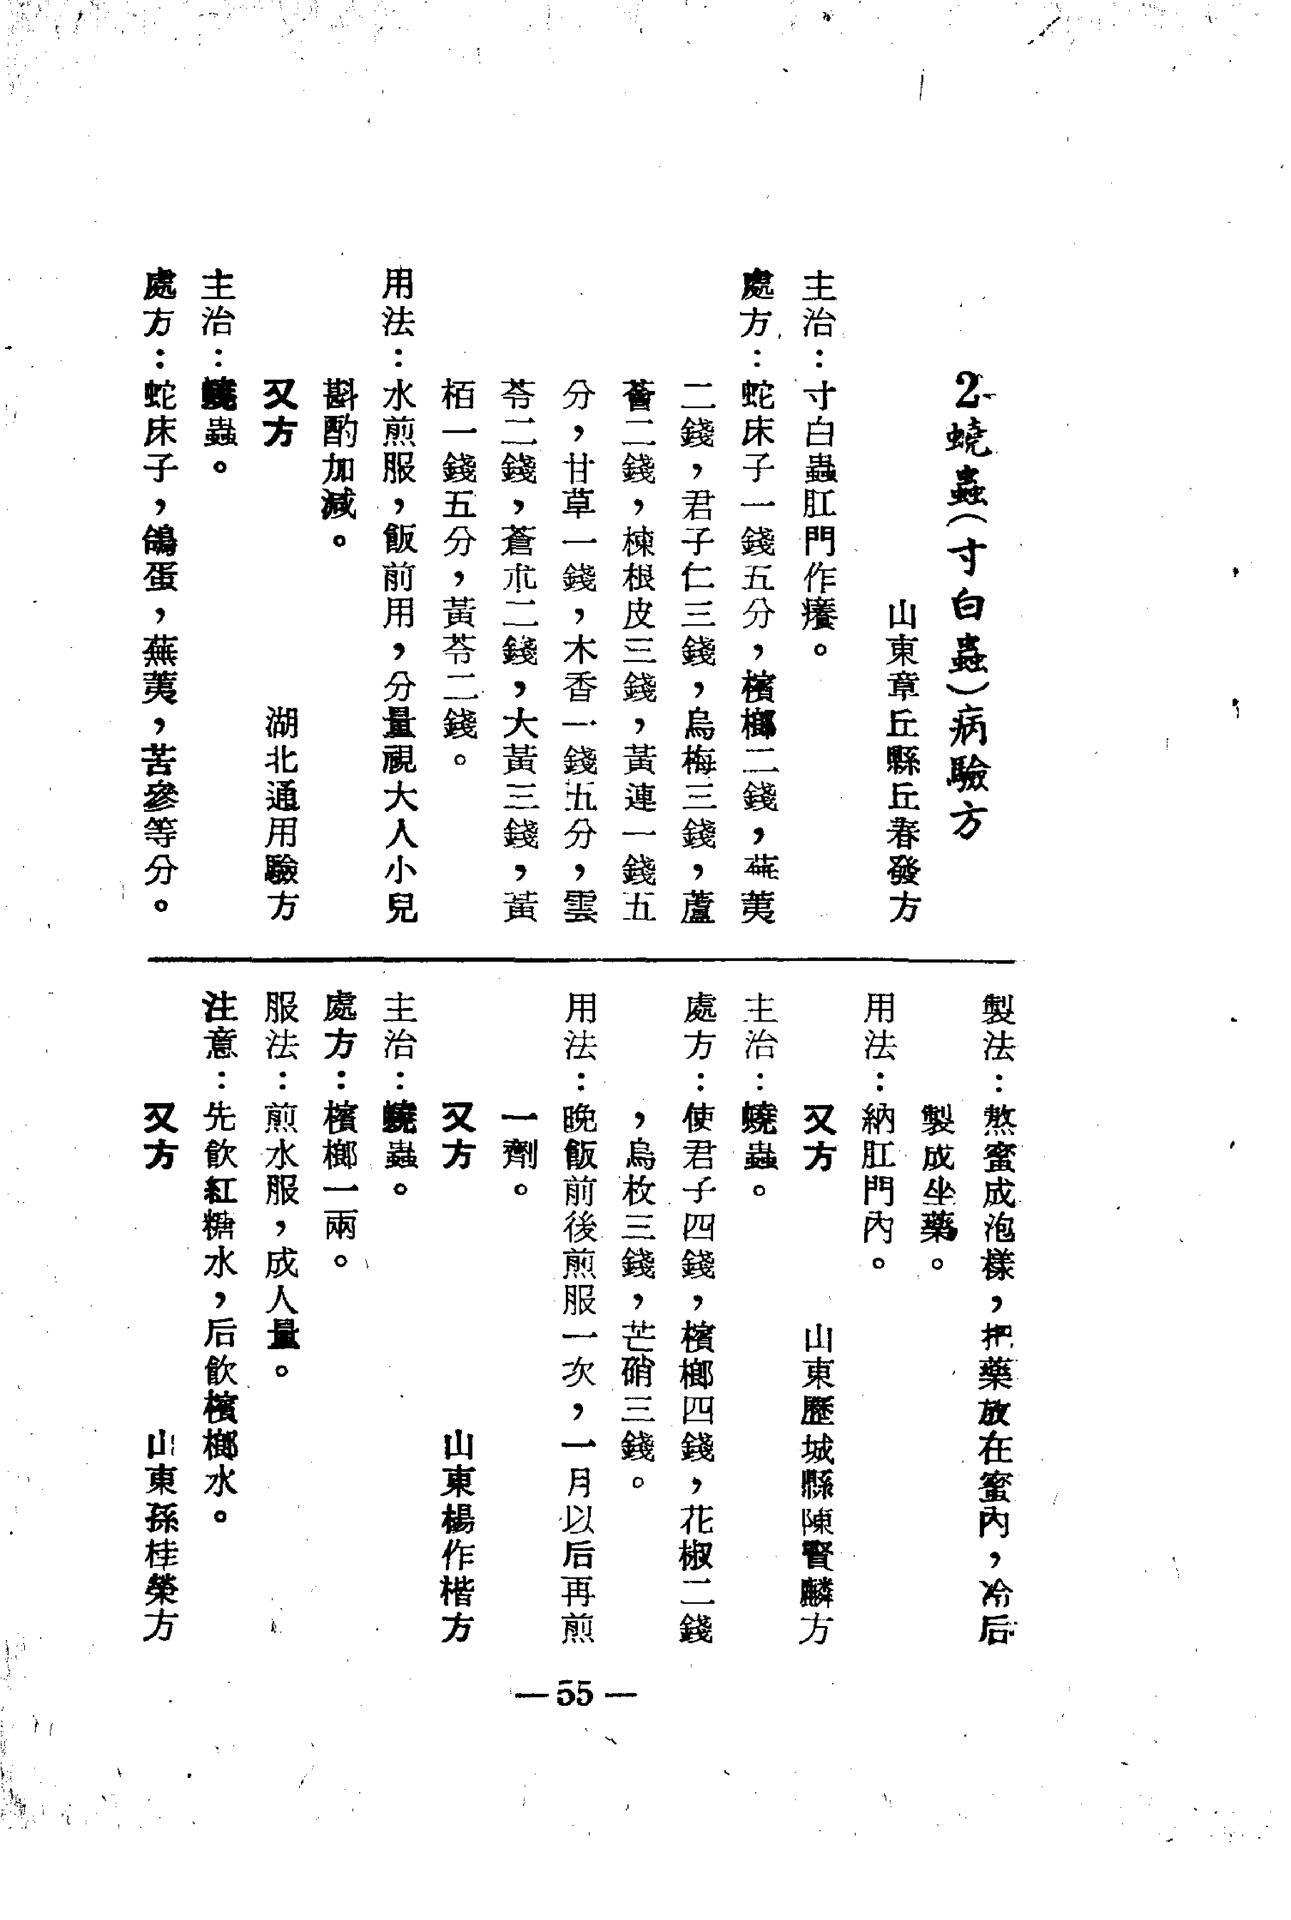 2 蟯蟲(寸白蟲)病驗方
山東章丘縣丘春發方
主治：寸白蟲肛門作癢。
處方：蛇床子一錢五分，檳榔二錢，蕪荑
二錢，君子仁三錢，烏梅三錢，蘆
薈二錢，楝根皮三錢，黃連一錢五
分，甘草一錢，木香一錢五分，雲
苓二錢，蒼朮二錢，大黃三錢，黃
栢一錢五分，黃芩二錢。
用法：水煎服，飯前用，分量視大人小兒
斟酌加減。
又方
湖北通用驗方
主治：蟯蟲。
處方：蛇床子，鴿蛋，蕪荑，苦參等分。
製法：熬蜜成泡樣，把藥放在蜜內，冷后
製成坐藥。
用法：納肛門內。
又方
山東歷城縣陳賢麟方
主治：蟯蟲。
處方：使君子四錢，檳榔四錢，花椒二錢
，烏枚三錢，芒硝三錢。
用法：晚飯前後煎服一次，一月以后再煎
一劑。
又方
山東楊作楷方
主治：蟯蟲。
處方：檳榔一兩。
服法：煎水服，成人量。
注意：先飲紅糖水，后飲檳榔水。
又方
山東孫桂榮方
— 55 —